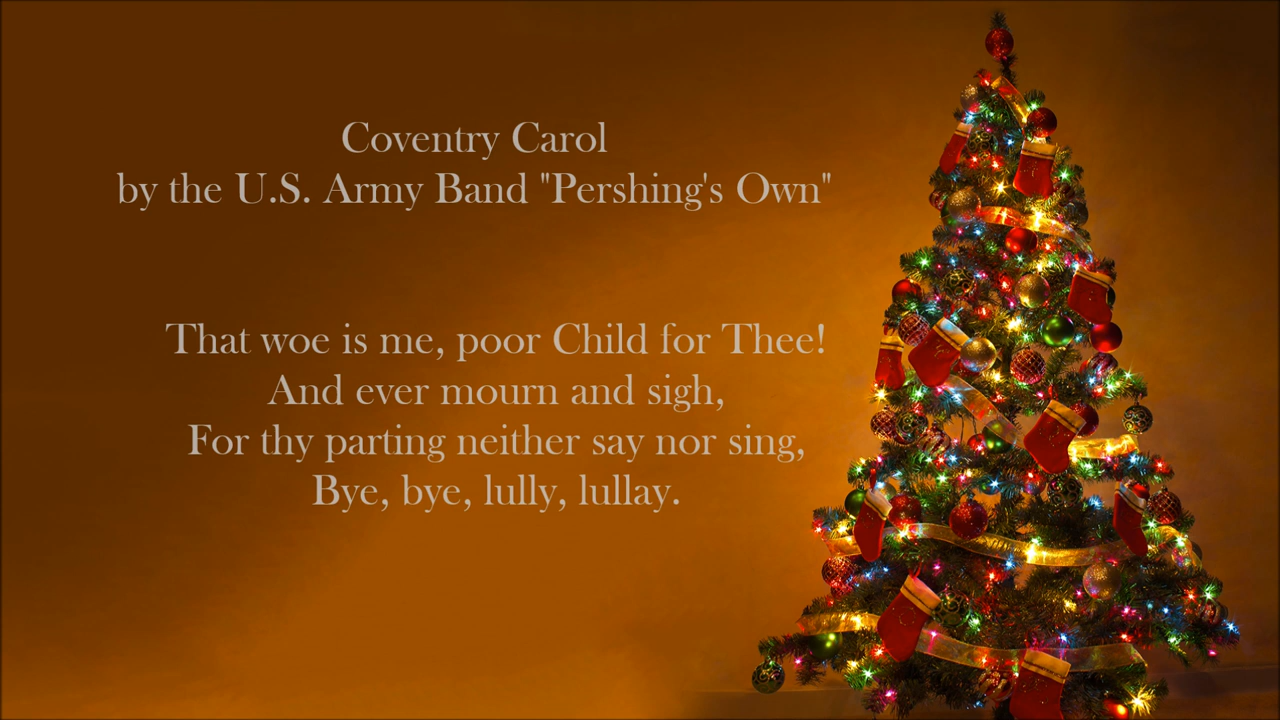 Coventry Carol
by the U.S. Army Band "Pershing's Own"
That woe is me, poor Child for Thee!
And ever mourn and sigh,
For thy parting neither say nor sing,
Bye, bye, lully, lullay.